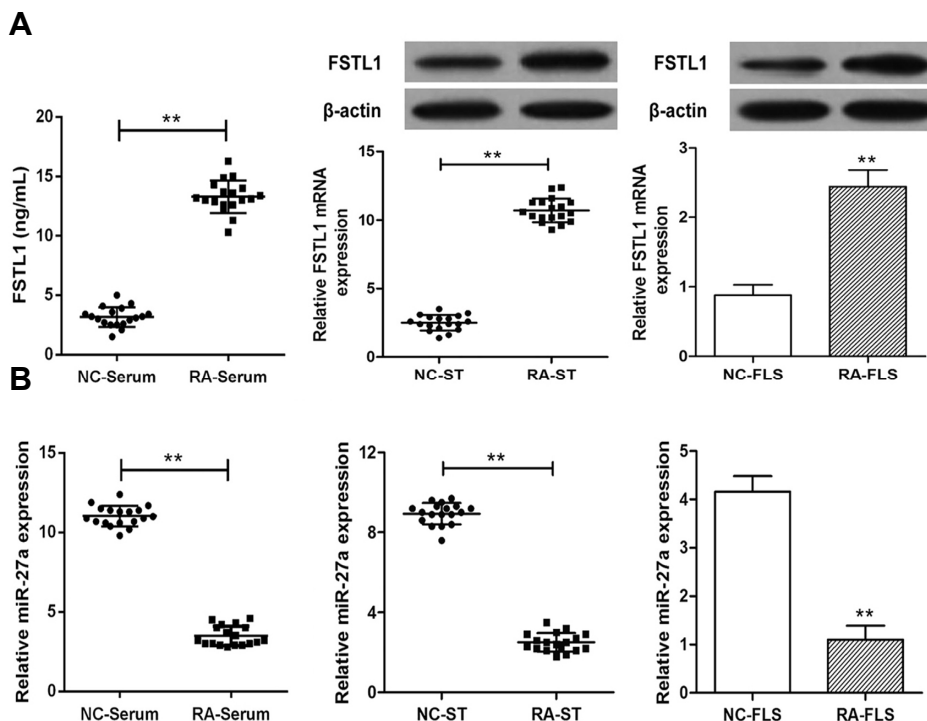 A
FSTL1 (ng/mL)
20
15
10
5
0
**
NC-Serum RA-Serum
FSTL1
β-actin
Relative FSTL1 mRNA
expression
15
10
5
0
**
NC-ST RA-ST
FSTL1
β-actin
Relative FSTL1 mRNA
expression
3
2
1
0
**
NC-FLS RA-FLS
B
Relative miR-27a expression
15
10
5
0
**
NC-Serum RA-Serum
Relative miR-27a expression
12
9
6
3
0
**
NC-ST RA-ST
Relative miR-27a expression
5
4
3
2
1
0
**
NC-FLS RA-FLS